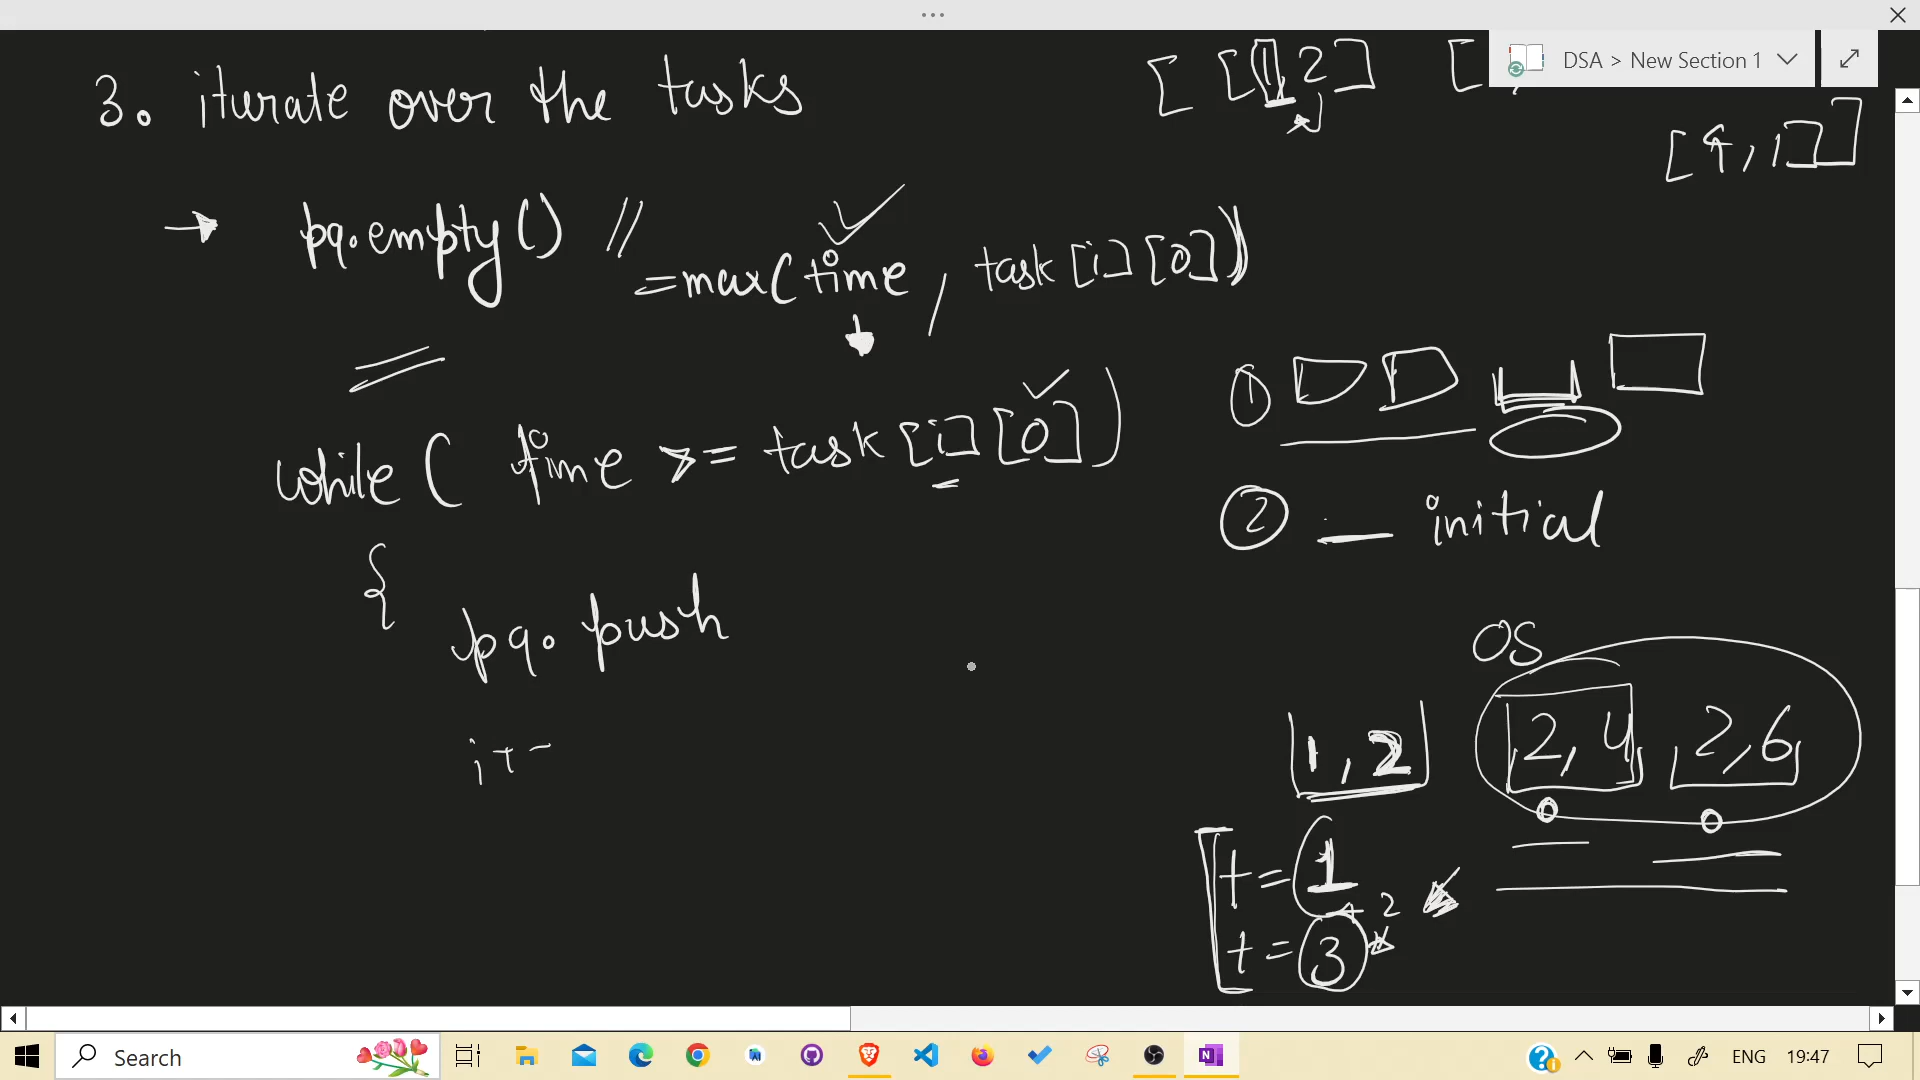 DSA > New Section 1
3. iterate over the tasks
[ [1, 2] [
[4, 1]]
→ pq.empty() //
=max(time, task[i][0])
while ( time >= task[i][0])
{
pq. push
i+-
①
② — initial
OS
1, 2
2, 4, 2, 6,
t = 1
+ 2
t = 3
Search
ENG 19:47